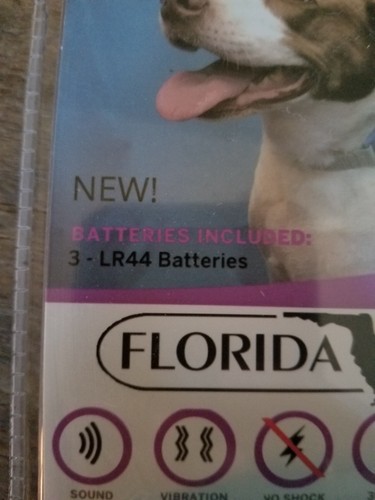 NEW!
BATTERIES INCLUDED:
3 - LR44 Batteries
FLORIDA
SOUND VIBRATION NO SHOCK